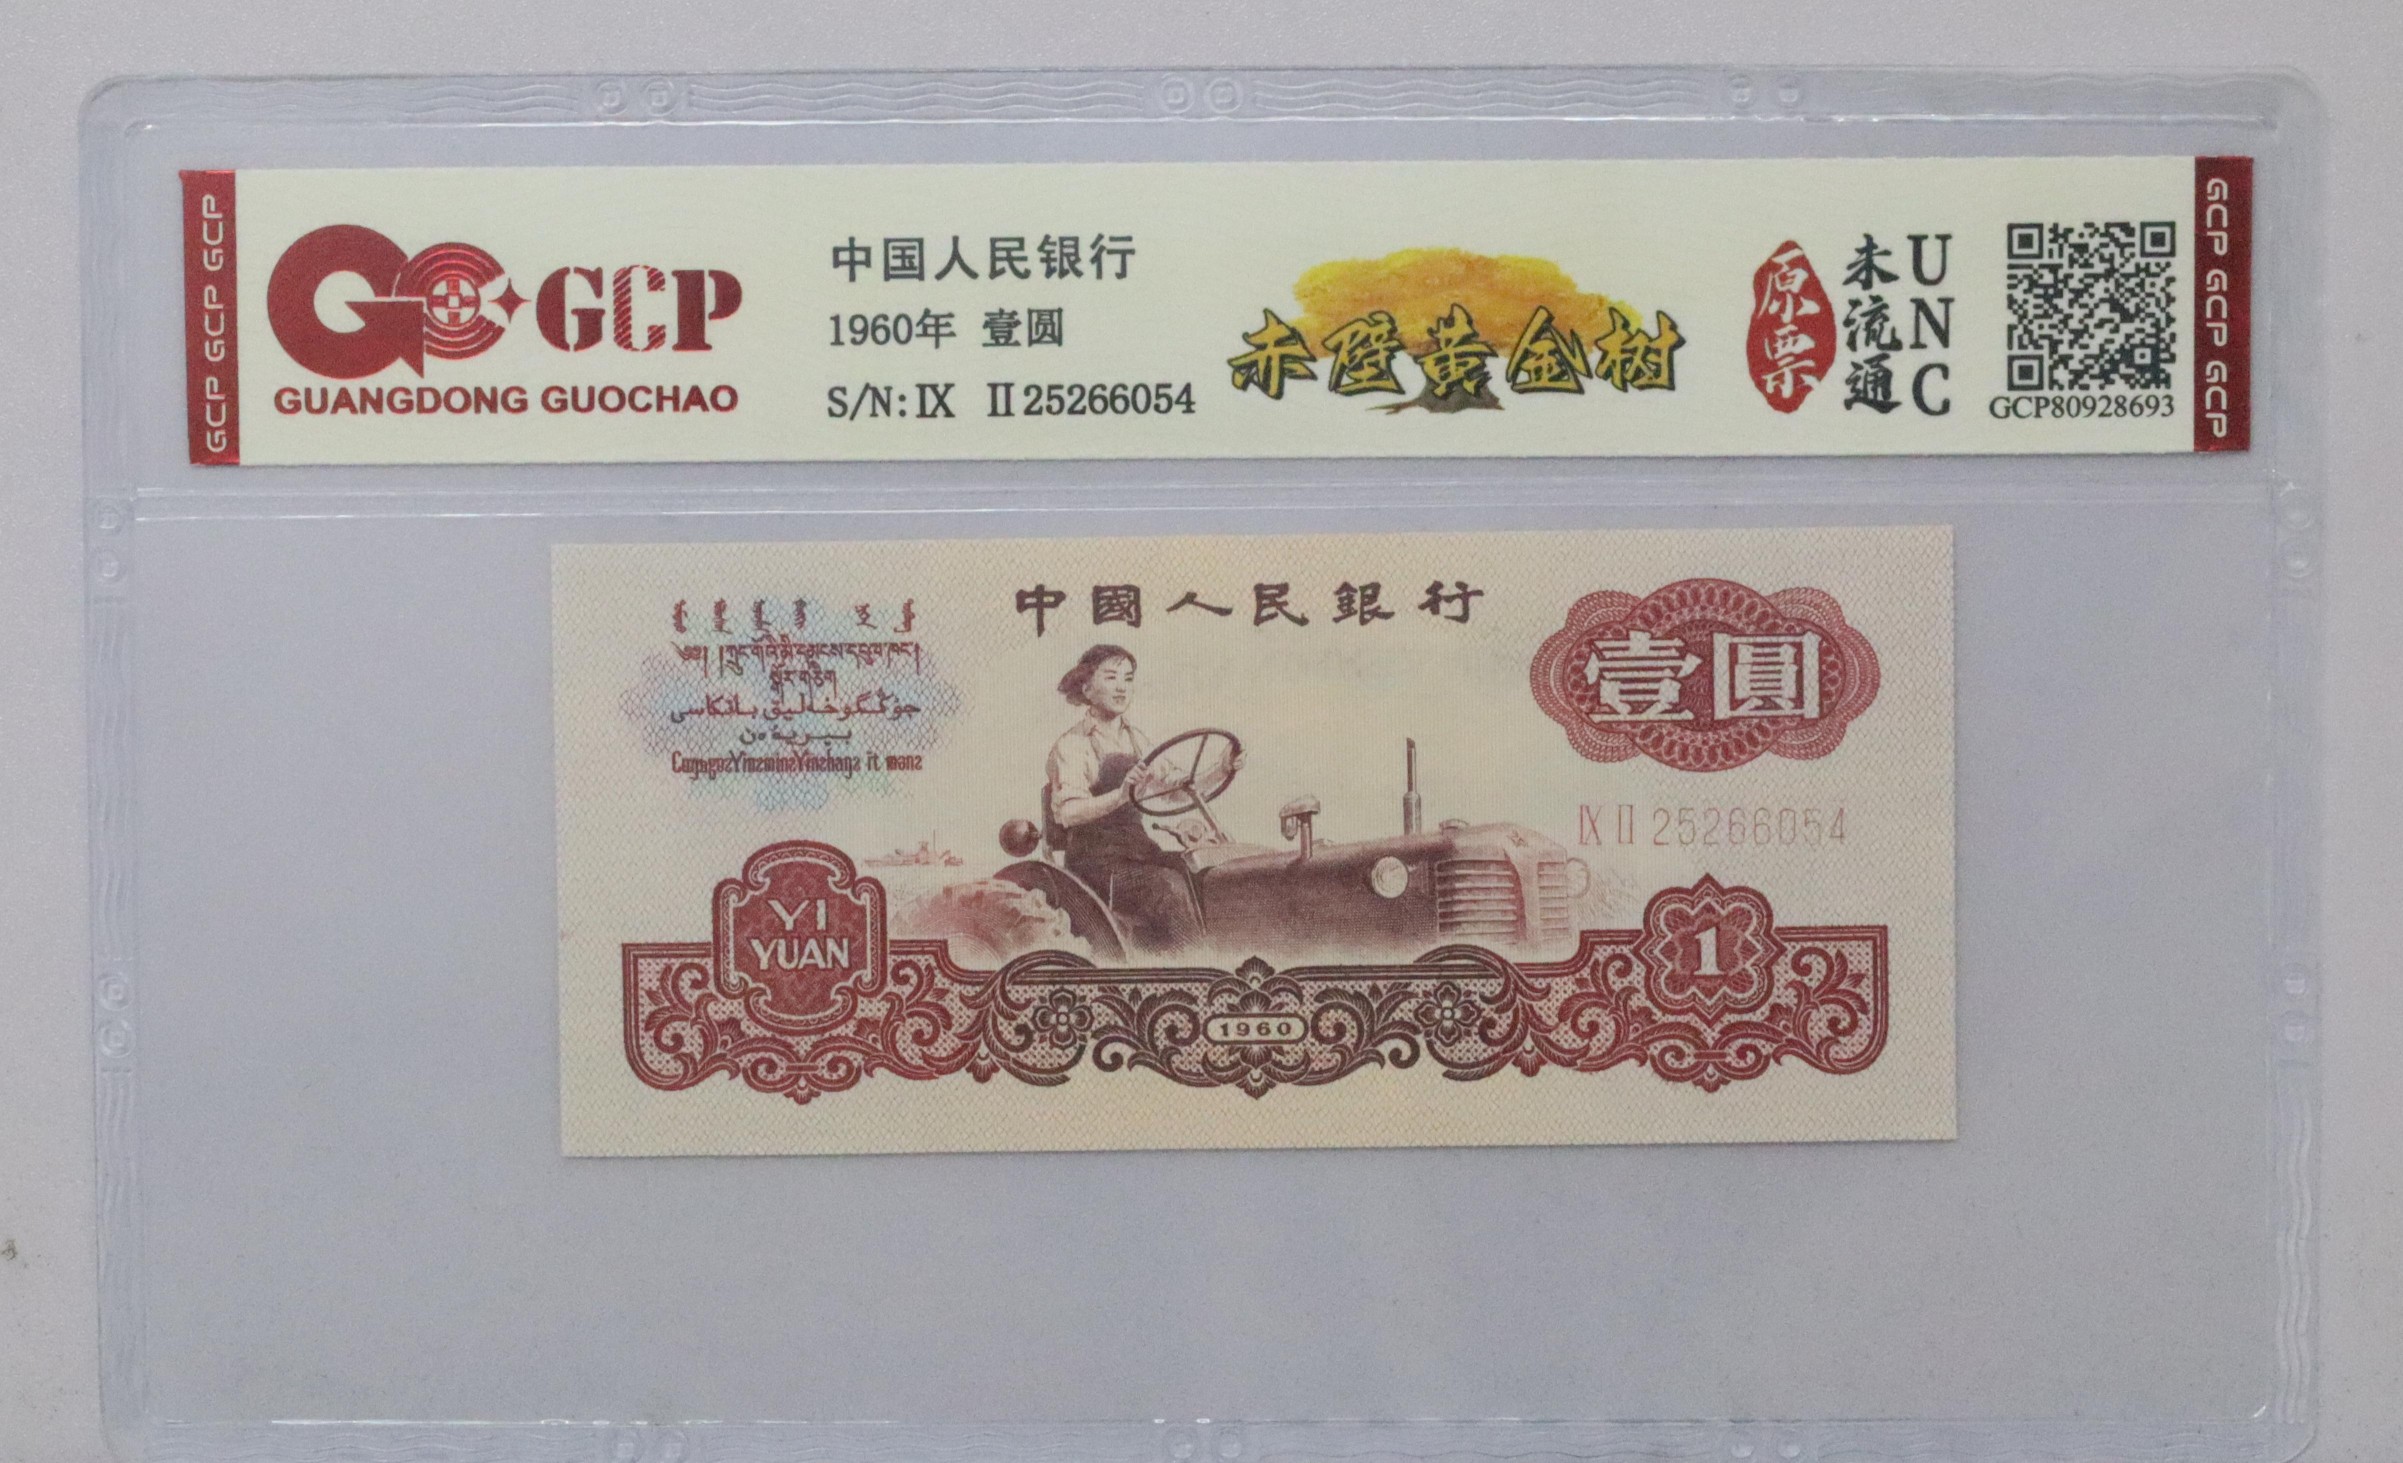 GCP GCP GCP
GCP
GUANGDONG GUOCHAO
中国人民银行
1960年 壹圆
S/N: IX II 25266054
赤壁黄金树
原票
未流通
UNC
GCP80928693
GCP GCP GCP
中國人民銀行
壹圓
IX II 25266054
YI
YUAN
1
1960